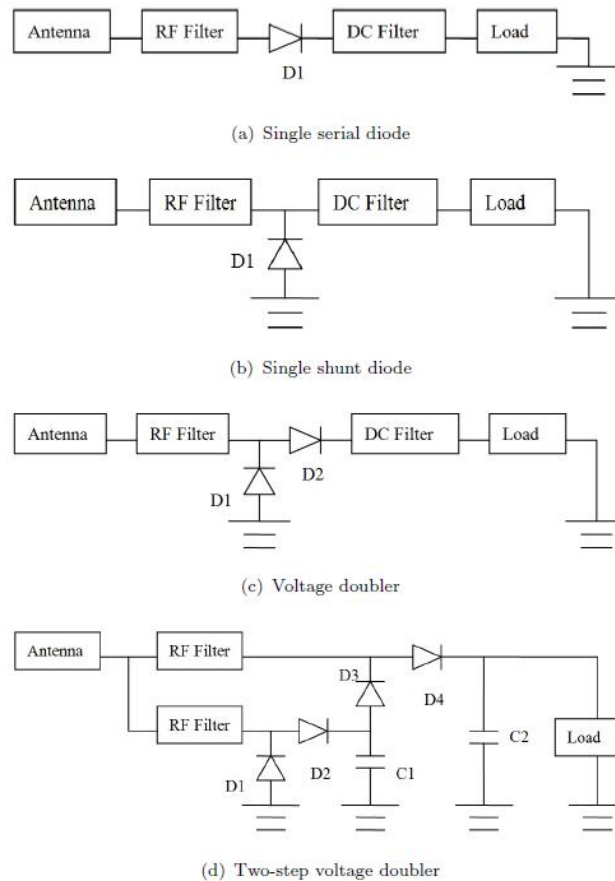 Antenna RF Filter DC Filter Load
D1
(a) Single serial diode
Antenna RF Filter DC Filter Load
D1
(b) Single shunt diode
Antenna RF Filter DC Filter Load
D2
D1
(c) Voltage doubler
Antenna RF Filter
D3
D4
RF Filter
C2 Load
D1 D2 C1
(d) Two-step voltage doubler